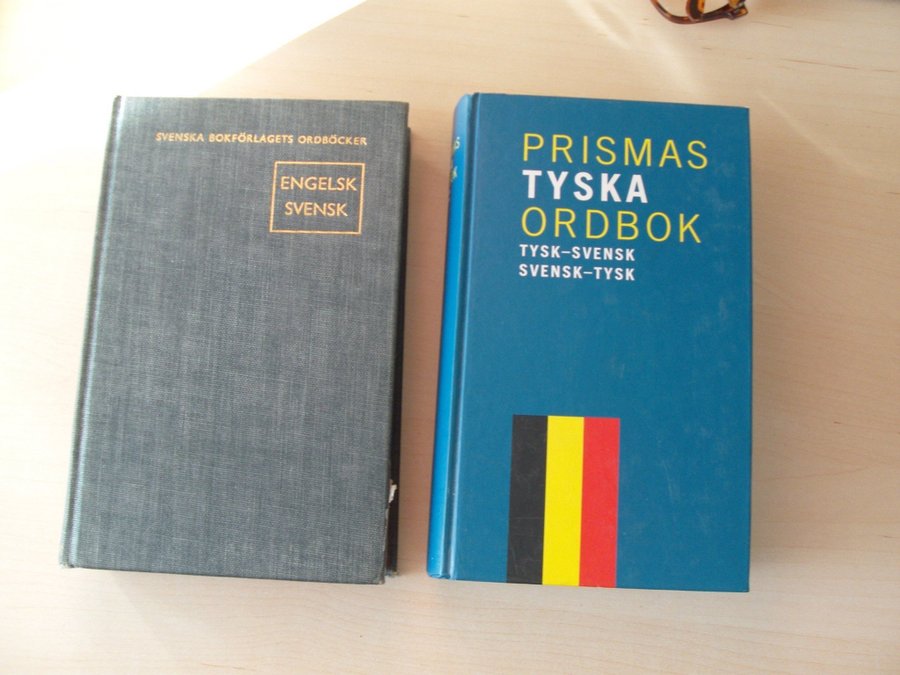 SVENSKA BOKFÖRLAGETS ORDBÖCKER
ENGELSK
SVENSK
PRISMAS
TYSKA
ORDBOK
TYSK–SVENSK
SVENSK–TYSK